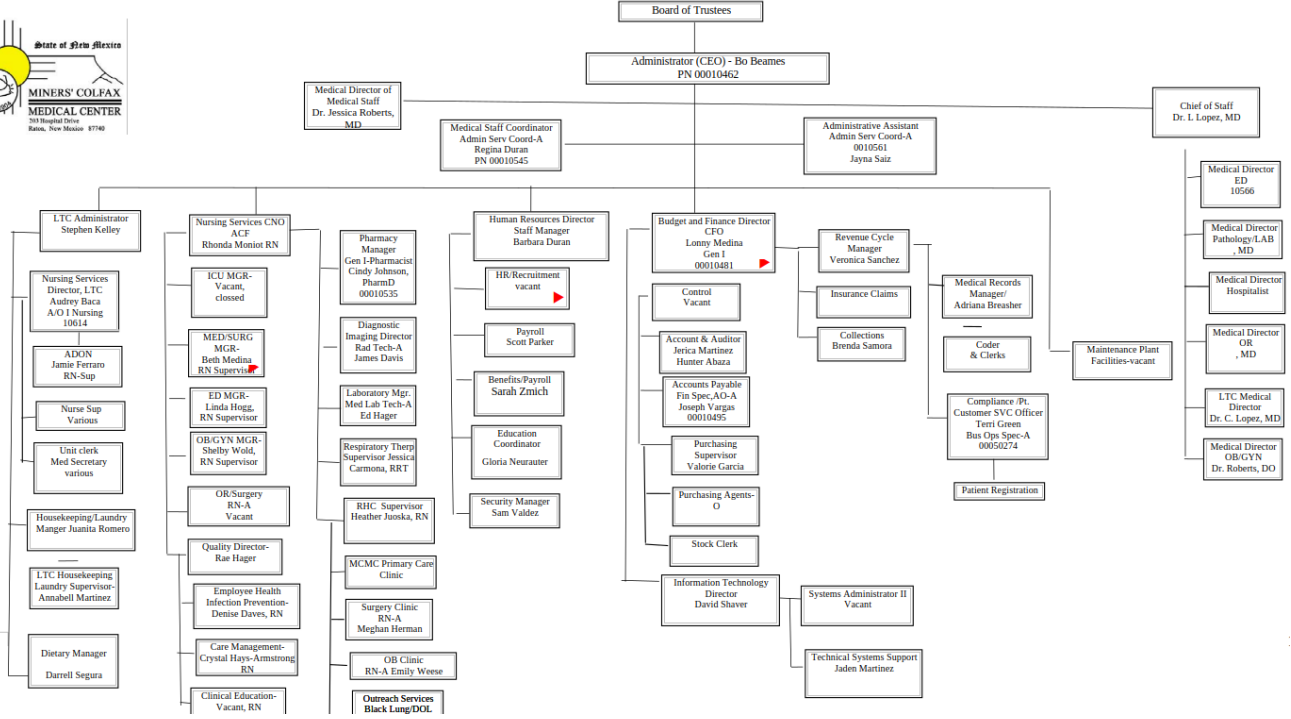 Board of Trustees
Administrator (CEO) - Bo Beames
PN 00010462
State of New Mexico
MINERS' COLFAX
MEDICAL CENTER
203 Hospital Drive
Raton, New Mexico 87740
Medical Director of
Medical Staff
Dr. Jessica Roberts,
MD
Chief of Staff
Dr. L Lopez, MD
Medical Staff Coordinator
Admin Serv Coord-A
Regina Duran
PN 00010545
Administrative Assistant
Admin Serv Coord-A
0010561
Jayna Saiz
LTC Administrator
Stephen Kelley
Nursing Services
Director, LTC
Audrey Baca
A/O I Nursing
10614
ADON
Jamie Ferraro
RN-Sup
Nurse Sup
Various
Unit clerk
Med Secretary
various
Housekeeping/Laundry
Manger Juanita Romero
LTC Housekeeping
Laundry Supervisor-
Annabell Martinez
Dietary Manager
Darrell Segura
Nursing Services CNO
ACF
Rhonda Moniot RN
ICU MGR-
Vacant,
clossed
MED/SURG
MGR-
Beth Medina
RN Supervisor
ED MGR-
Linda Hogg,
RN Supervisor
OB/GYN MGR-
Shelby Wold,
RN Supervisor
OR/Surgery
RN-A
Vacant
Quality Director-
Rae Hager
Employee Health
Infection Prevention-
Denise Daves, RN
Care Management-
Crystal Hays-Armstrong
RN
Clinical Education-
Vacant, RN
Pharmacy
Manager
Gen I-Pharmacist
Cindy Johnson,
PharmD
00010535
Diagnostic
Imaging Director
Rad Tech-A
James Davis
Laboratory Mgr.
Med Lab Tech-A
Ed Hager
Respiratory Therp
Supervisor Jessica
Carmona, RRT
RHC Supervisor
Heather Juoska, RN
MCMC Primary Care
Clinic
Surgery Clinic
RN-A
Meghan Herman
OB Clinic
RN-A Emily Weese
Outreach Services
Black Lung/DOL
Human Resources Director
Staff Manager
Barbara Duran
HR/Recruitment
vacant
Payroll
Scott Parker
Benefits/Payroll
Sarah Zmich
Education
Coordinator
Gloria Neurauter
Security Manager
Sam Valdez
Budget and Finance Director
CFO
Lonny Medina
Gen I
00010481
Control
Vacant
Account & Auditor
Jerica Martinez
Hunter Abaza
Accounts Payable
Fin Spec,AO-A
Joseph Vargas
00010495
Purchasing
Supervisor
Valorie Garcia
Purchasing Agents-
O
Stock Clerk
Information Technology
Director
David Shaver
Systems Administrator II
Vacant
Technical Systems Support
Jaden Martinez
Revenue Cycle
Manager
Veronica Sanchez
Insurance Claims
Collections
Brenda Samora
Medical Records
Manager/
Adriana Breasher
Coder
& Clerks
Compliance /Pt.
Customer SVC Officer
Terri Green
Bus Ops Spec-A
00050274
Patient Registration
Maintenance Plant
Facilities-vacant
Medical Director
ED
10566
Medical Director
Pathology/LAB
, MD
Medical Director
Hospitalist
Medical Director
OR
, MD
LTC Medical
Director
Dr. C. Lopez, MD
Medical Director
OB/GYN
Dr. Roberts, DO